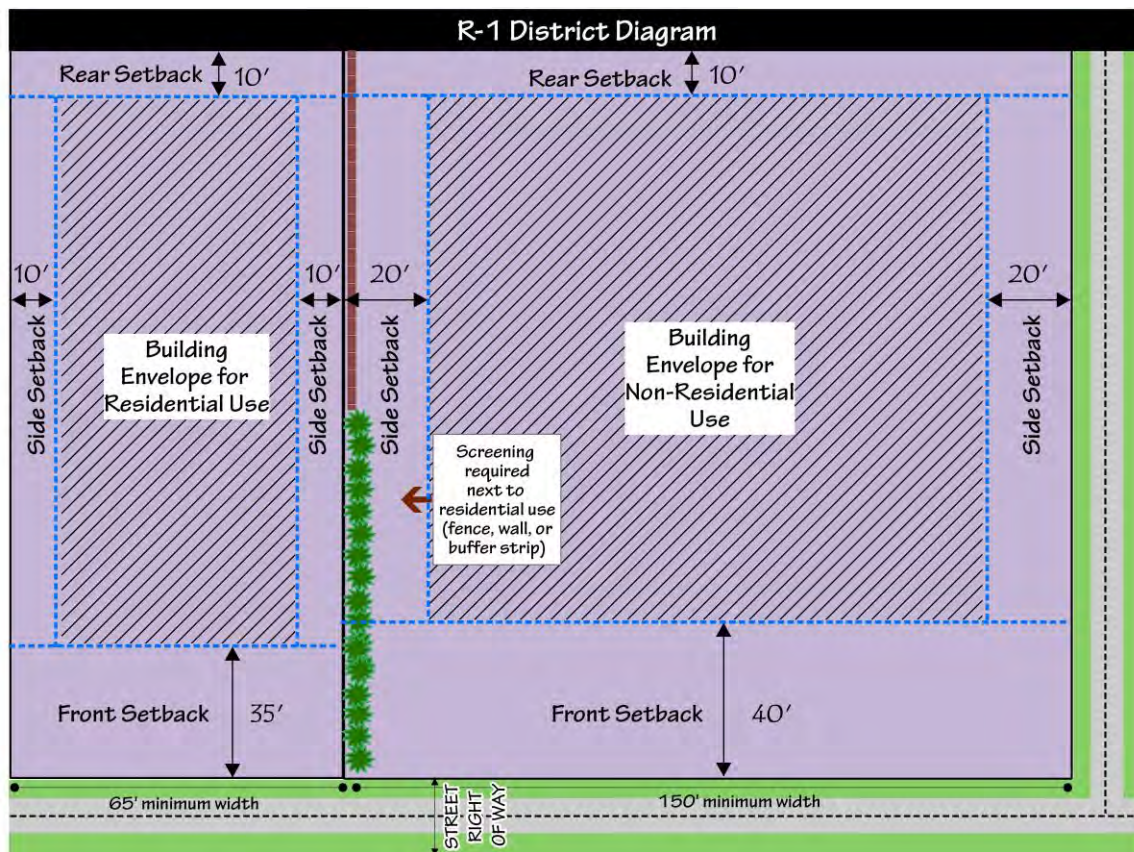 R-1 District Diagram
Rear Setback 10'
Rear Setback 10'
10'
10'
20'
20'
Side Setback
Side Setback
Side Setback
Side Setback
Building
Envelope for
Residential Use
Building
Envelope for
Non-Residential
Use
Screening
required
next to
residential use
(fence, wall, or
buffer strip)
Front Setback 35'
Front Setback 40'
65' minimum width
150' minimum width
STREET
RIGHT
OF WAY